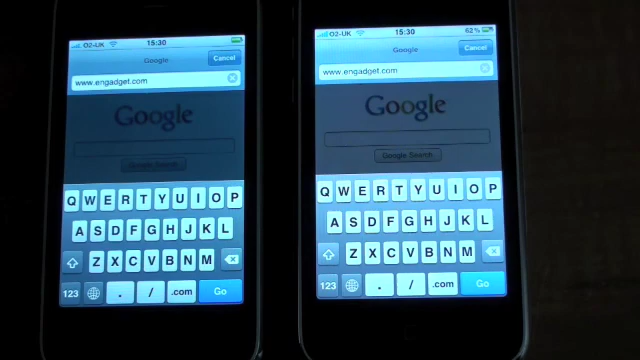 O2-UK 15:30
Google Cancel
www.engadget.com
Google
Google Search
Q W E R T Y U I O P
A S D F G H J K L
Z X C V B N M
123 . / .com Go
O2-UK 15:30 62%
Google Cancel
www.engadget.com
Google
Google Search
Q W E R T Y U I O P
A S D F G H J K L
Z X C V B N M
123 . / .com Go